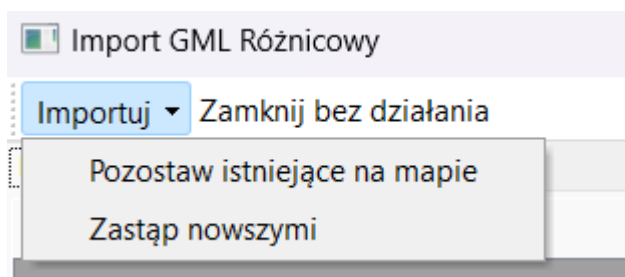 Import GML Różnicowy
Importuj Zamknij bez działania
Pozostaw istniejące na mapie
Zastąp nowszymi